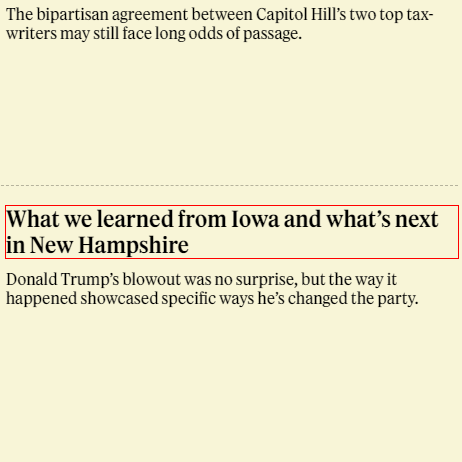 The bipartisan agreement between Capitol Hill’s two top tax-
writers may still face long odds of passage.
What we learned from Iowa and what’s next
in New Hampshire
Donald Trump’s blowout was no surprise, but the way it
happened showcased specific ways he’s changed the party.